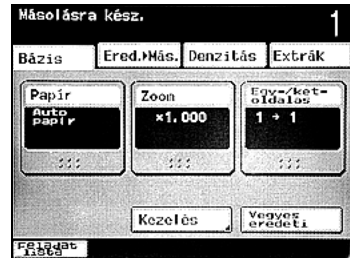 Másolásra kész. 1
Bázis Ered.▸Más. Denzitás Extrák
Papír Zoom Egy-/két-
oldalas
Auto
papír ×1.000 1 → 1
Kezelés Vegyes
eredeti
Feladat
lista